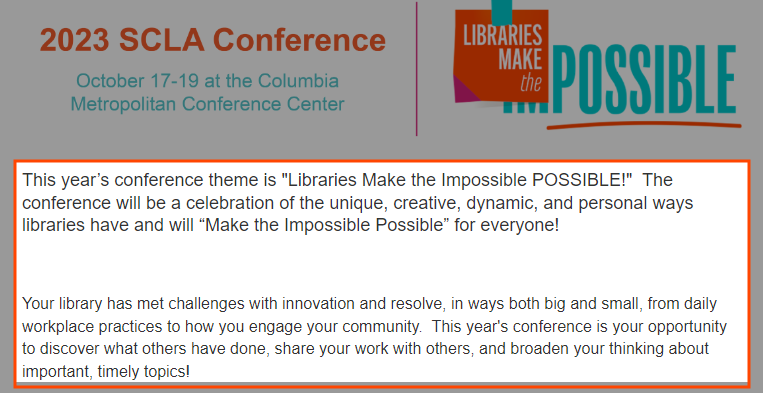 2023 SCLA Conference
October 17-19 at the Columbia
Metropolitan Conference Center
LIBRARIES
MAKE
the
IMPOSSIBLE
This year’s conference theme is "Libraries Make the Impossible POSSIBLE!"  The
conference will be a celebration of the unique, creative, dynamic, and personal ways
libraries have and will “Make the Impossible Possible” for everyone!
Your library has met challenges with innovation and resolve, in ways both big and small, from daily
workplace practices to how you engage your community.  This year's conference is your opportunity
to discover what others have done, share your work with others, and broaden your thinking about
important, timely topics!